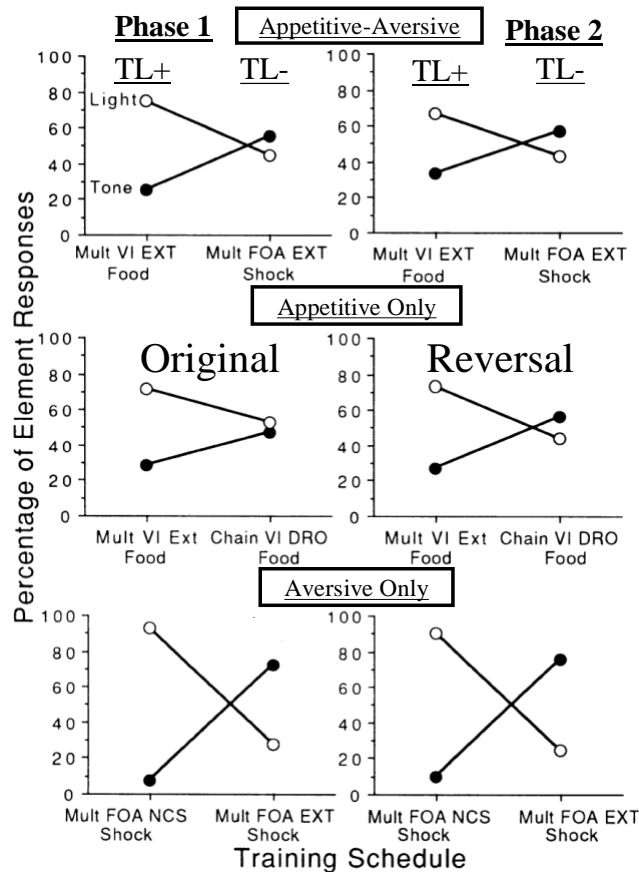 Phase 1 Appetitive-Aversive Phase 2
TL+ TL- TL+ TL-
Percentage of Element Responses
100
80
60
40
20
0
Light
Tone
Mult VI EXT Mult FOA EXT
Food Shock
100
80
60
40
20
0
Mult VI EXT Mult FOA EXT
Food Shock
Appetitive Only
Original Reversal
100
80
60
40
20
0
Mult VI Ext Chain VI DRO
Food Food
100
80
60
40
20
0
Mult VI Ext Chain VI DRO
Food Food
Aversive Only
100
80
60
40
20
0
Mult FOA NCS Mult FOA EXT
Shock Shock
100
80
60
40
20
0
Mult FOA NCS Mult FOA EXT
Shock Shock
Training Schedule